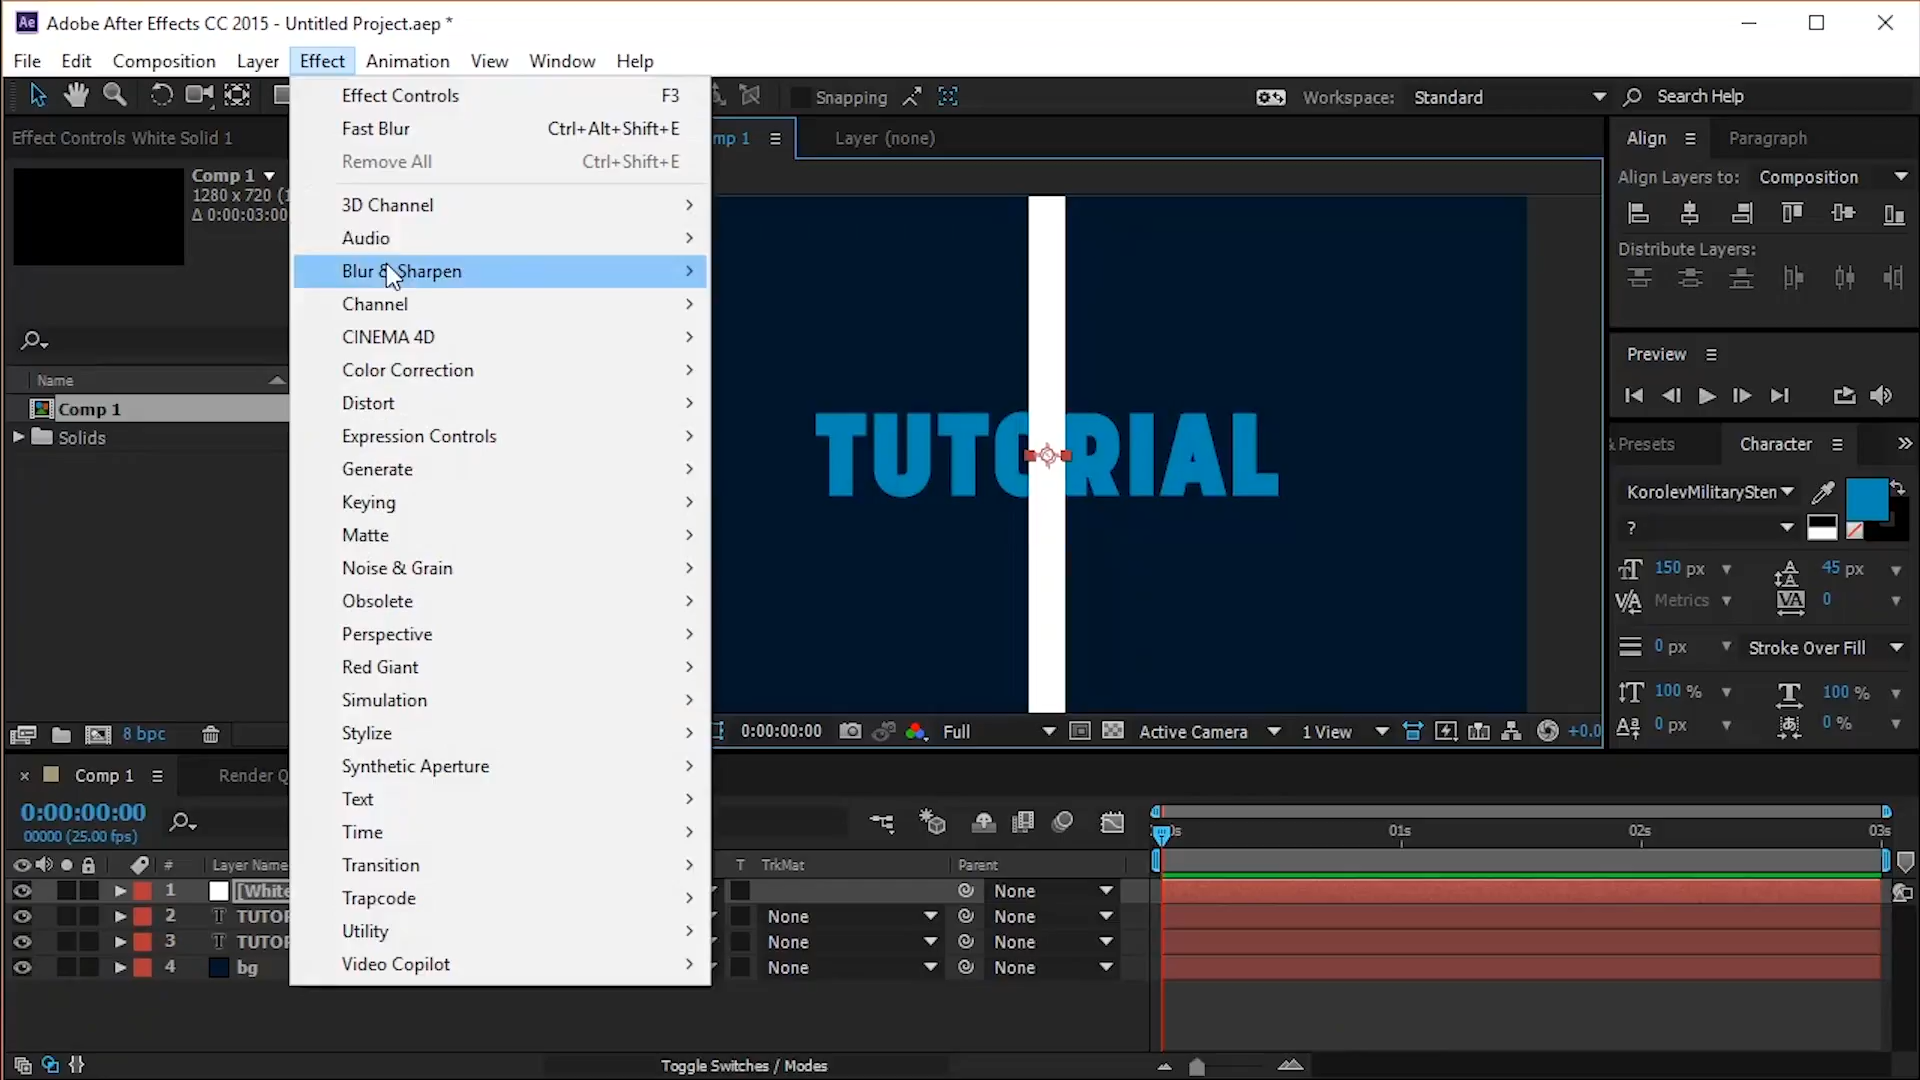 Ae Adobe After Effects CC 2015 - Untitled Project.aep *
File Edit Composition Layer Effect Animation View Window Help
Snapping Workspace: Standard Search Help
Effect Controls White Solid 1
Comp 1
1280 x 720 (1
Δ 0:00:03:00
Name
Comp 1
Solids
8 bpc
Effect Controls F3
Fast Blur Ctrl+Alt+Shift+E
Remove All Ctrl+Shift+E
3D Channel
Audio
Blur & Sharpen
Channel
CINEMA 4D
Color Correction
Distort
Expression Controls
Generate
Keying
Matte
Noise & Grain
Obsolete
Perspective
Red Giant
Simulation
Stylize
Synthetic Aperture
Text
Time
Transition
Trapcode
Utility
Video Copilot
mp 1 Layer (none)
TUTORIAL
0:00:00:00 Full Active Camera 1 View +0.0
Align Paragraph
Align Layers to: Composition
Distribute Layers:
Preview
& Presets Character
KorolevMilitarySten
?
150 px 45 px
Metrics 0
0 px Stroke Over Fill
100 % 100 %
0 px 0 %
Comp 1 Render Q
0:00:00:00
00000 (25.00 fps)
s 01s 02s 03s
# Layer Name T TrkMat Parent
1 [White None
2 T TUTOR None None
3 T TUTOR None None
4 bg None None
Toggle Switches / Modes